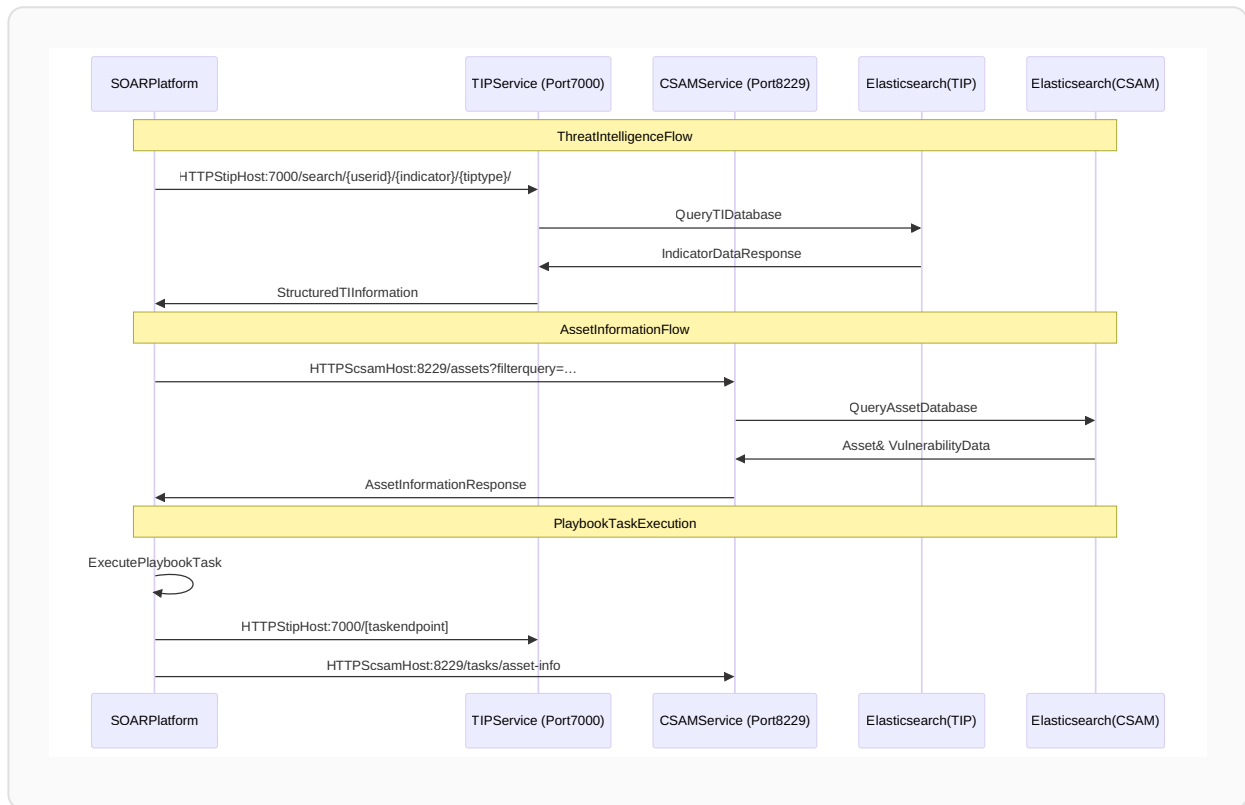 SOARPlatform
TIPService (Port7000)
CSAMService (Port8229)
Elasticsearch(TIP)
Elasticsearch(CSAM)
ThreatIntelligenceFlow
HTTPStipHost:7000/search/{userid}/{indicator}/{tiptype}/
QueryTIDatabase
IndicatorDataResponse
StructuredTIInformation
AssetInformationFlow
HTTPScsamHost:8229/assets?filterquery=…
QueryAssetDatabase
Asset& VulnerabilityData
AssetInformationResponse
PlaybookTaskExecution
ExecutePlaybookTask
HTTPStipHost:7000/[taskendpoint]
HTTPScsamHost:8229/tasks/asset-info
SOARPlatform
TIPService (Port7000)
CSAMService (Port8229)
Elasticsearch(TIP)
Elasticsearch(CSAM)